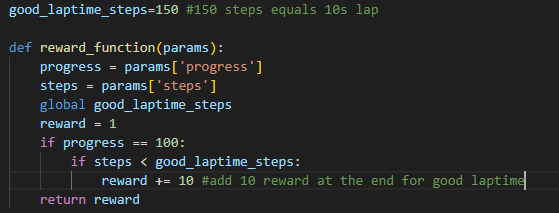 good_laptime_steps=150 #150 steps equals 10s lap

def reward_function(params):
    progress = params['progress']
    steps = params['steps']
    global good_laptime_steps
    reward = 1
    if progress == 100:
        if steps < good_laptime_steps:
            reward += 10 #add 10 reward at the end for good laptime
    return reward